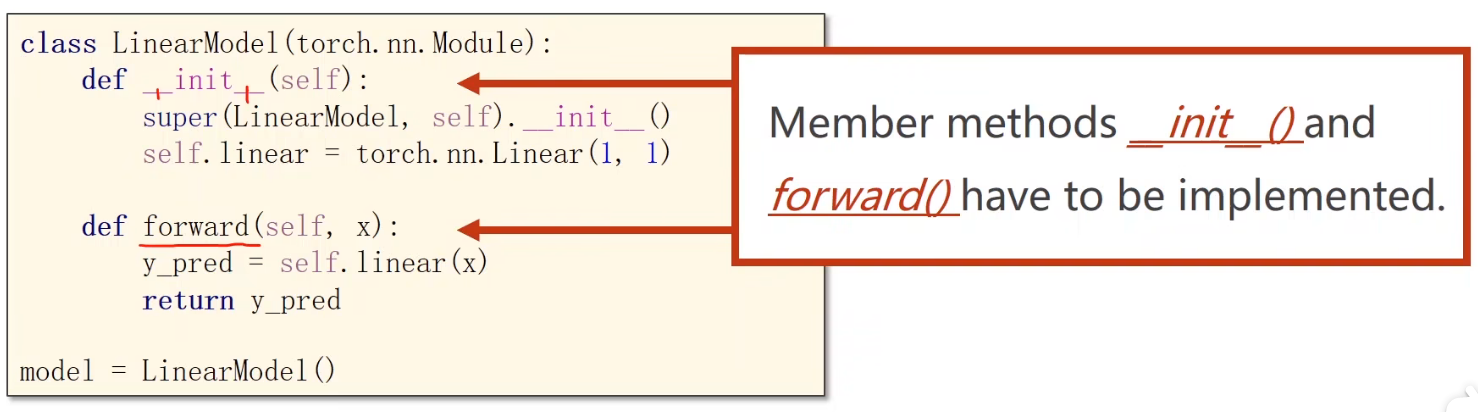 class LinearModel(torch.nn.Module):
    def __init__(self):
        super(LinearModel, self).__init__()
        self.linear = torch.nn.Linear(1, 1)
    def forward(self, x):
        y_pred = self.linear(x)
        return y_pred
model = LinearModel()
Member methods __init__() and
forward() have to be implemented.